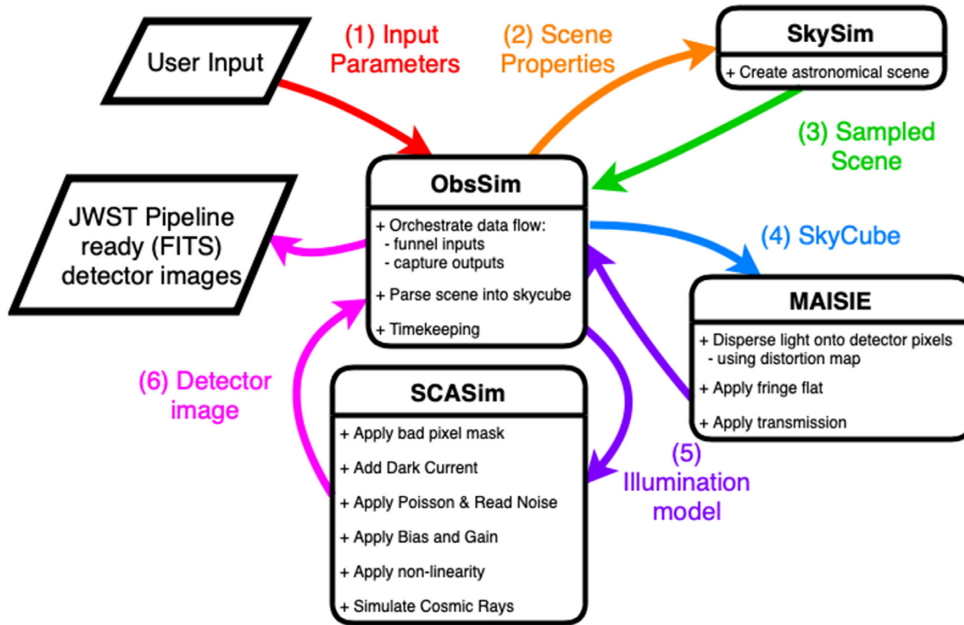 User Input
(1) Input
Parameters
(2) Scene
Properties
SkySim
+ Create astronomical scene
(3) Sampled
Scene
ObsSim
+ Orchestrate data flow:
- funnel inputs
- capture outputs
+ Parse scene into skycube
+ Timekeeping
JWST Pipeline
ready (FITS)
detector images
(4) SkyCube
MAISIE
+ Disperse light onto detector pixels
- using distortion map
+ Apply fringe flat
+ Apply transmission
(5)
Illumination
model
SCASim
+ Apply bad pixel mask
+ Add Dark Current
+ Apply Poisson & Read Noise
+ Apply Bias and Gain
+ Apply non-linearity
+ Simulate Cosmic Rays
(6) Detector
image